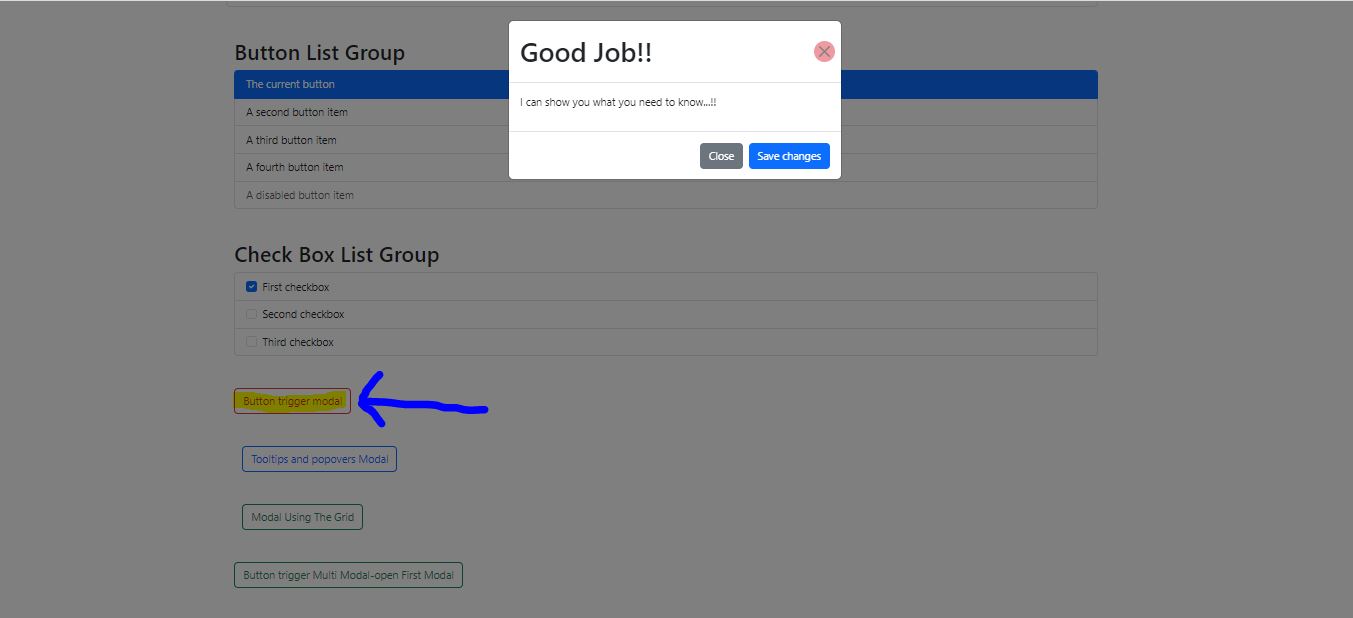 Good Job!!
I can show you what you need to know...!!
Close
Save changes
Button List Group
The current button
A second button item
A third button item
A fourth button item
A disabled button item
Check Box List Group
First checkbox
Second checkbox
Third checkbox
Button trigger modal
Tooltips and popovers Modal
Modal Using The Grid
Button trigger Multi Modal-open First Modal